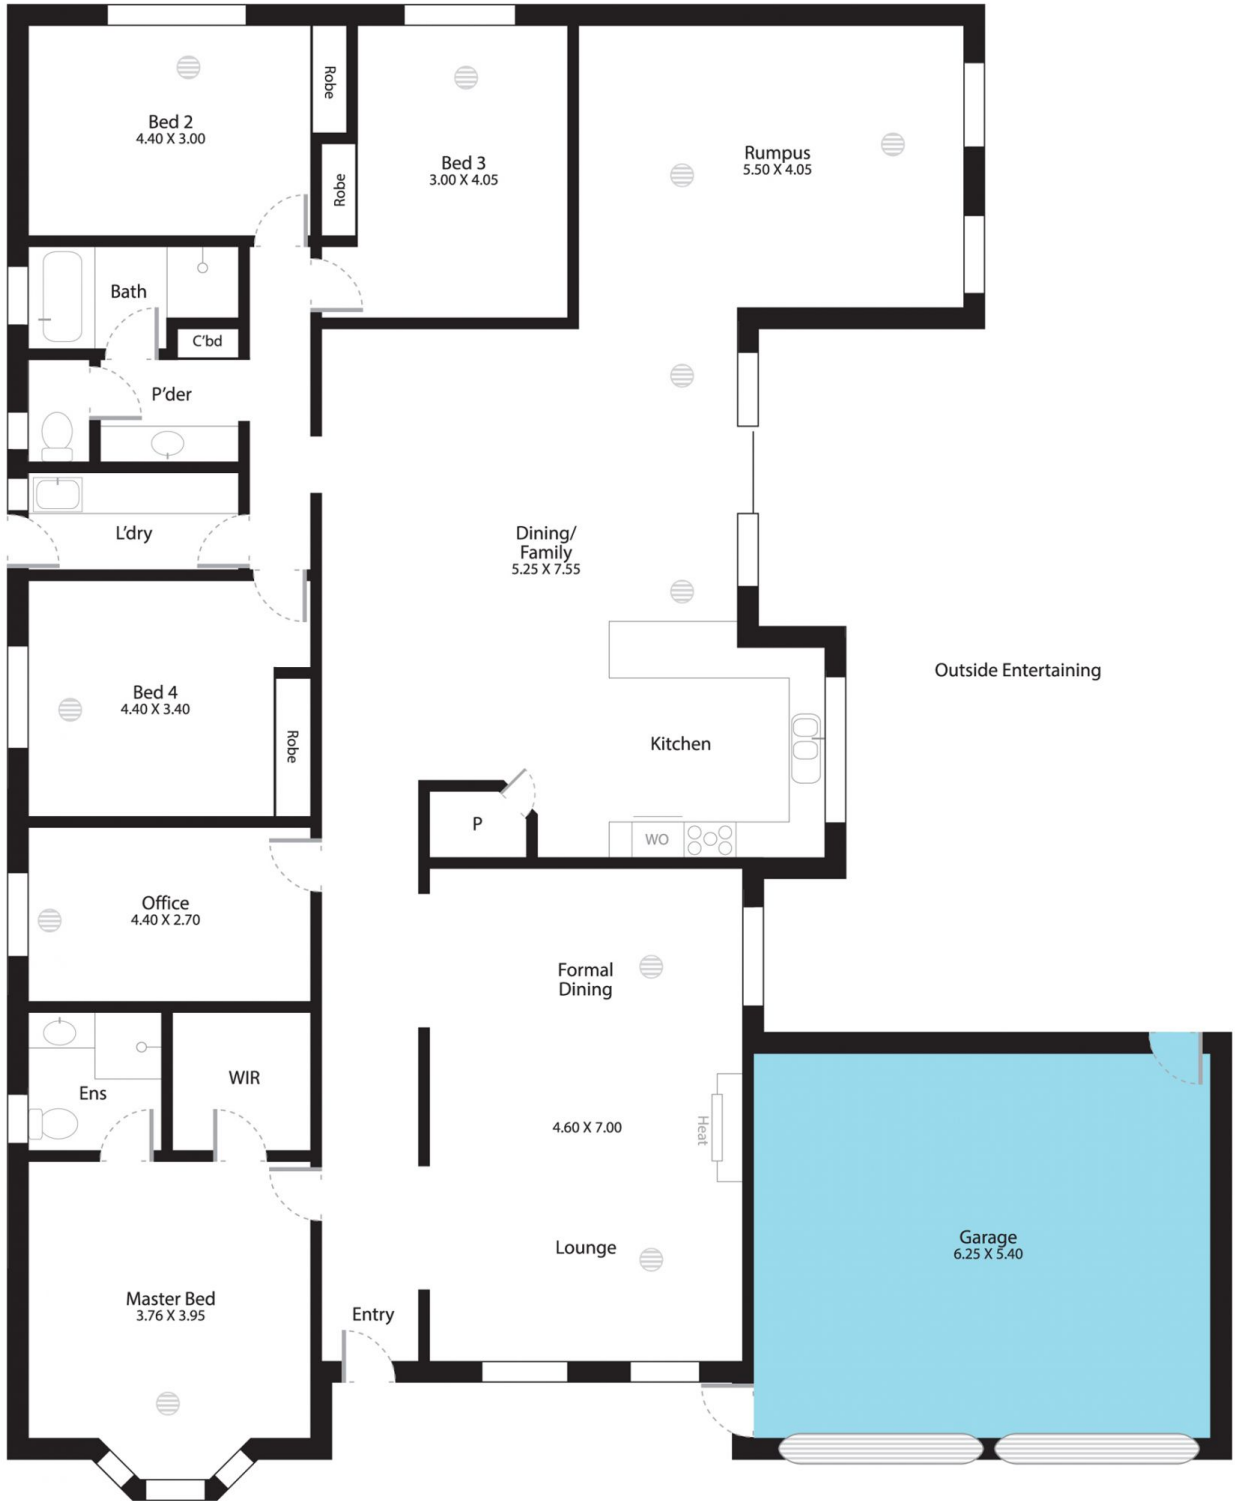 Bed 2
4.40 X 3.00
Robe
Robe
Bed 3
3.00 X 4.05
Rumpus
5.50 X 4.05
Bath
C'bd
P'der
L'dry
Dining/
Family
5.25 X 7.55
Outside Entertaining
Bed 4
4.40 X 3.40
Robe
Kitchen
P
WO
Office
4.40 X 2.70
Formal
Dining
Ens
WIR
4.60 X 7.00
Heat
Garage
6.25 X 5.40
Lounge
Master Bed
3.76 X 3.95
Entry